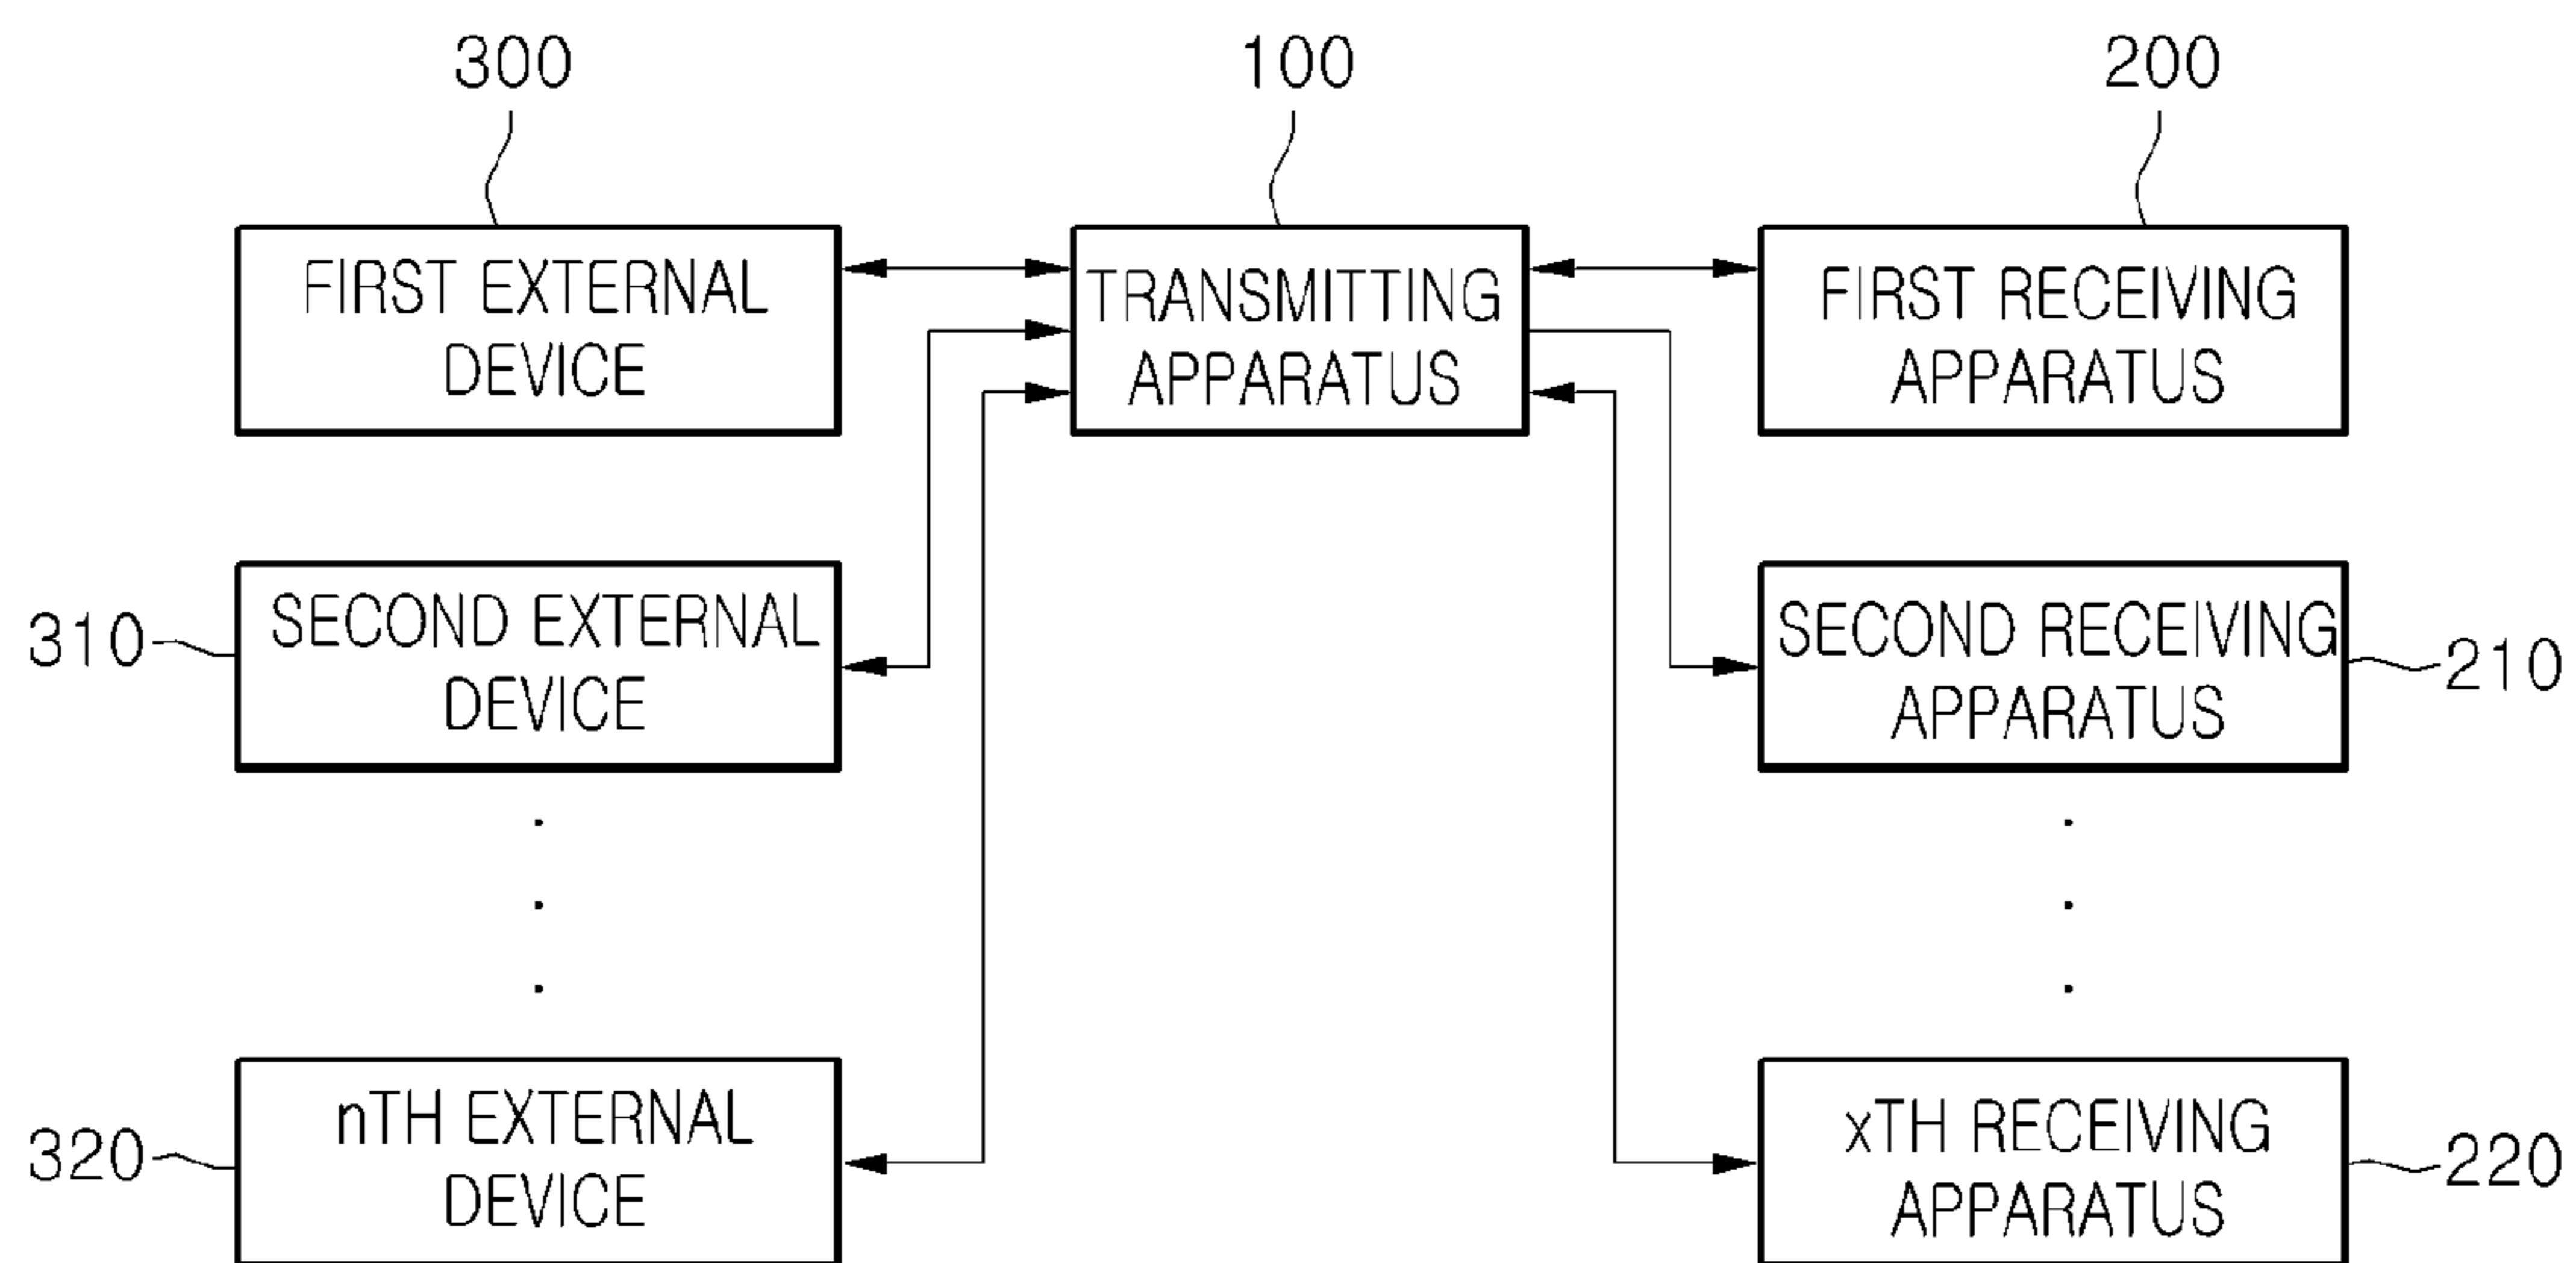 300
100
200
FIRST EXTERNAL
DEVICE
TRANSMITTING
APPARATUS
FIRST RECEIVING
APPARATUS
310
SECOND EXTERNAL
DEVICE
SECOND RECEIVING
APPARATUS
210
320
nTH EXTERNAL
DEVICE
xTH RECEIVING
APPARATUS
220